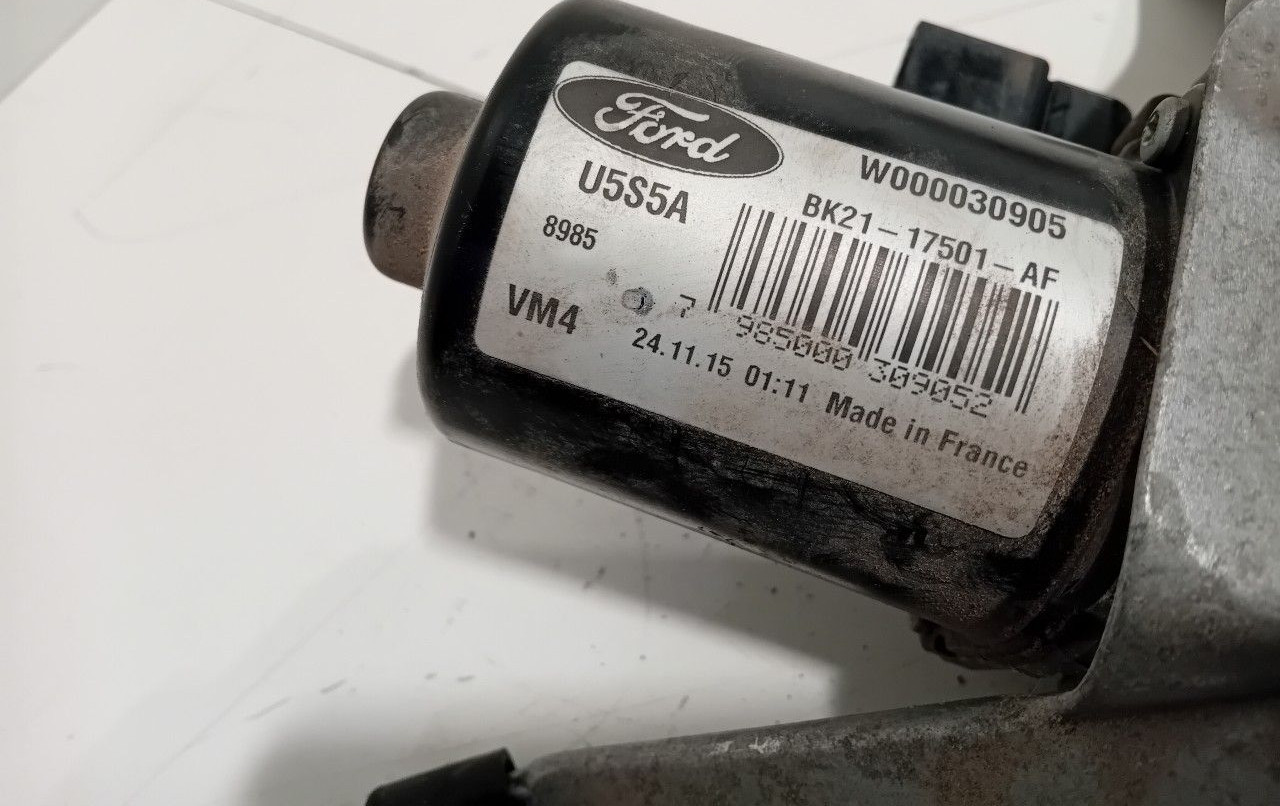 Ford
W000030905
U5S5A
BK21-17501-AF
8985
7 985000 309052
VM4
24.11.15 01:11 Made in France